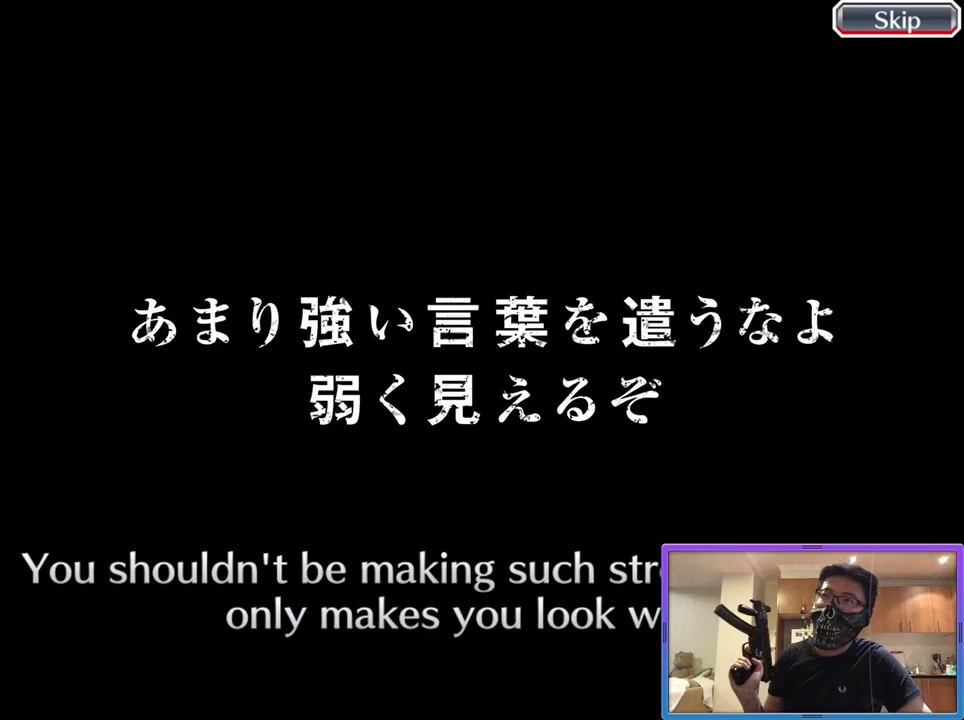 Skip
あまり強い言葉を遣うなよ
弱く見えるぞ
You shouldn't be making such
only makes you look